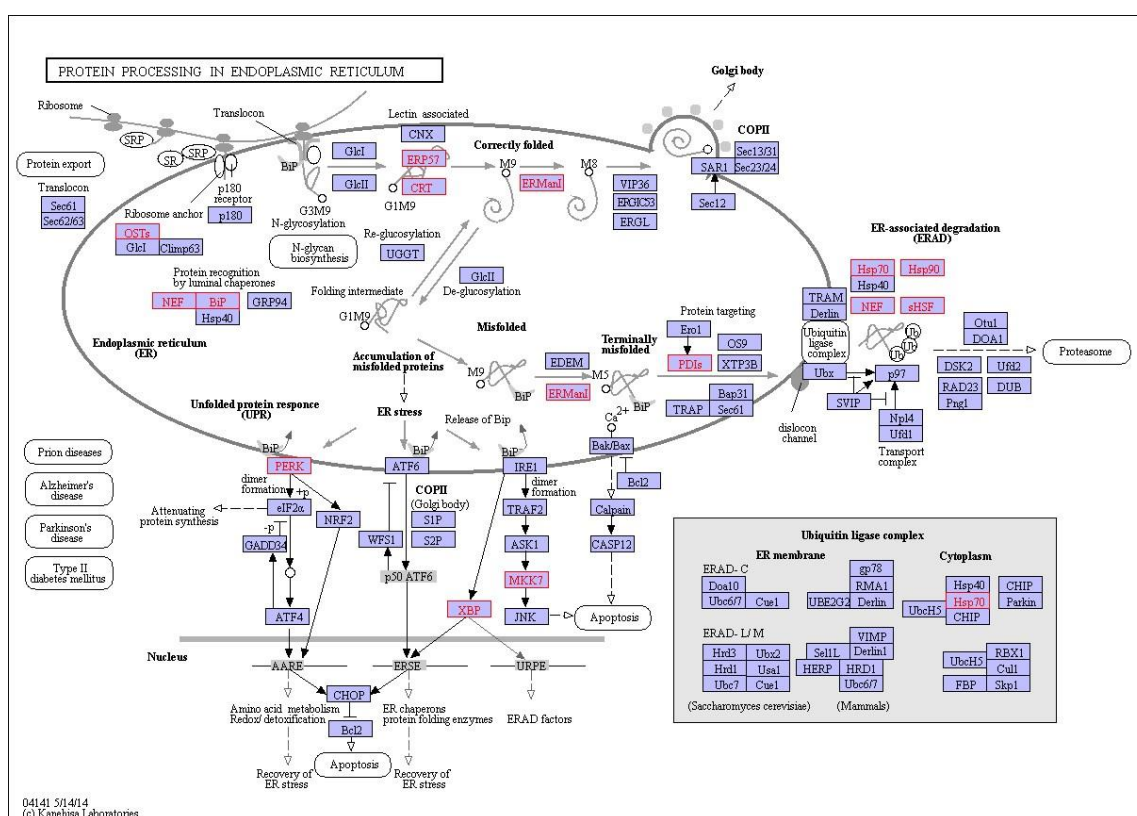 PROTEIN PROCESSING IN ENDOPLASMIC RETICULUM
Golgi body
Ribosome
Translocon
Lectin associated
SRP
SR
SRP
BiP
GlcI
GlcII
CNX
ERP57
CRT
G1M9
Correctly folded
M9
ERManI
M8
VIP36
ERGIC53
ERGL
COPII
Sec13/31
SAR1
Sec23/24
Sec12
Protein export
Translocon
Sec61
Sec62/63
p180
receptor
Ribosome anchor
p180
OSTs
GlcI
Climp63
G3M9
N-glycosylation
N-glycan
biosynthesis
Re-glucosylation
UGGT
GlcII
De-glucosylation
Protein recognition
by luminal chaperones
NEF
BiP
GRP94
Hsp40
Folding intermediate
G1M9
Endoplasmic reticulum
(ER)
Misfolded
Accumulation of
misfolded proteins
M9
BiP
EDEM
ERManI
Terminally
misfolded
M5
BiP
Protein targeting
Ero1
PDIs
OS9
XTP3B
TRAP
Bap31
Sec61
ER-associated degradation
(ERAD)
Hsp70
Hsp90
Hsp40
NEF
sHSF
TRAM
Derlin
Ubiquitin
ligase
complex
Ub
Ub
Ub
Ubx
p97
SVIP
dislocon
channel
Npl4
Ufd1
Transport
complex
Otu1
DOA1
DSK2
Ufd2
RAD23
DUB
Png1
Proteasome
Unfolded protein responce
(UPR)
ER stress
Release of Bip
Ca2+
Bak/Bax
Bcl2
BiP
BiP
BiP
PERK
ATF6
IRE1
dimer
formation
+p
eIF2α
-p
GADD34
Attenuating
protein synthesis
NRF2
ATF4
COPII
(Golgi body)
S1P
S2P
WFS1
p50 ATF6
dimer
formation
TRAF2
ASK1
MKK7
JNK
XBP
Calpain
CASP12
Apoptosis
Prion diseases
Alzheimer's
disease
Parkinson's
disease
Type II
diabetes mellitus
Nucleus
AARE
ERSE
URPE
CHOP
Bcl2
Apoptosis
Amino acid metabolism
Redox/detoxification
ER chaperons
protein folding enzymes
ERAD factors
Recovery of
ER stress
Recovery of
ER stress
Ubiquitin ligase complex
ER membrane
Cytoplasm
ERAD- C
Doa10
Ubc6/7
Cue1
gp78
RMA1
UBE2G2
Derlin
Hsp40
Hsp70
UbcH5
CHIP
CHIP
Parkin
ERAD- L/ M
Hrd3
Ubx2
Hrd1
Usa1
Ubc7
Cue1
VIMP
Sel1L
Derlin1
HERP
HRD1
Ubc6/7
RBX1
UbcH5
Cul1
FBP
Skp1
(Saccharomyces cerevisiae)
(Mammals)
04141 5/14/14
(c) Kanehisa Laboratories